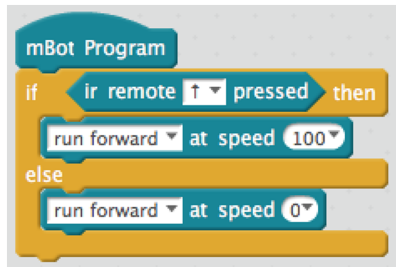 mBot Program
if ir remote ↑ pressed then
run forward at speed 100
else
run forward at speed 0